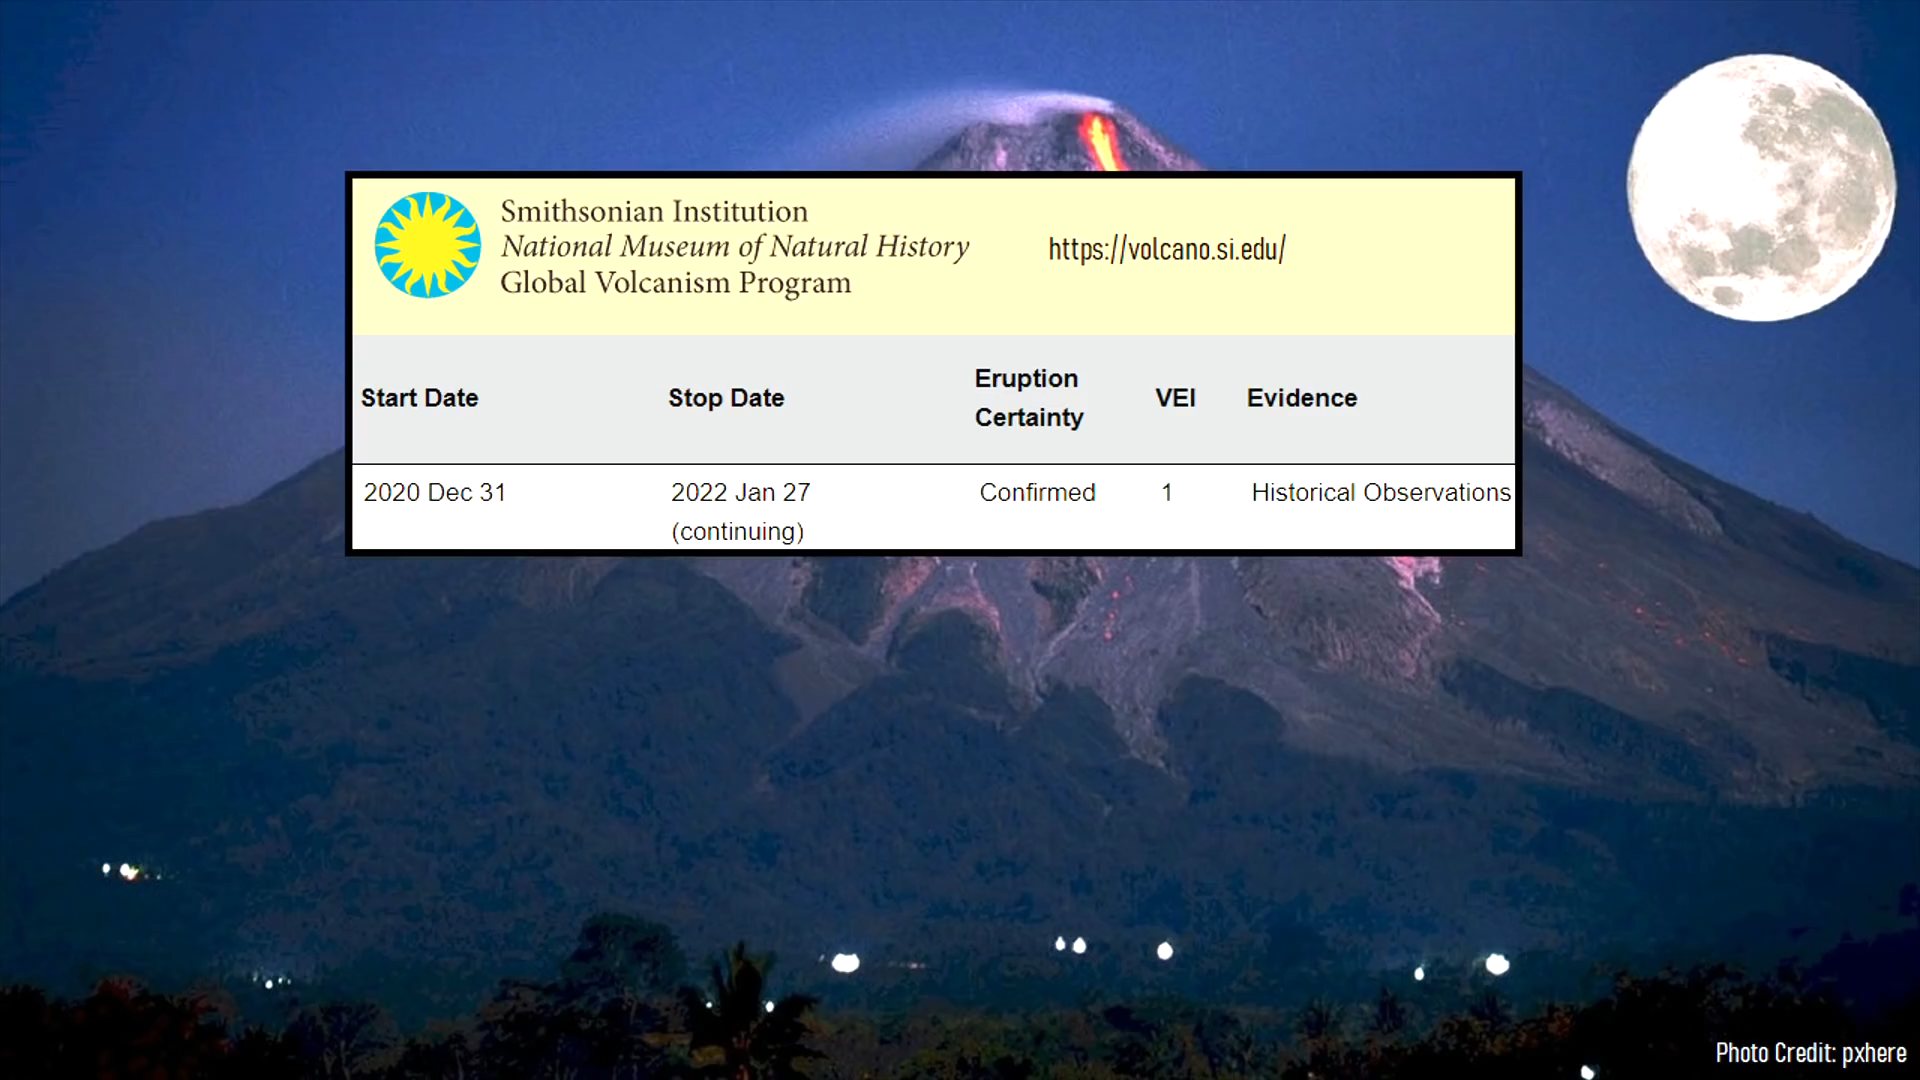 Smithsonian Institution
National Museum of Natural History
Global Volcanism Program
https://volcano.si.edu/
Start Date
Stop Date
Eruption
Certainty
VEI
Evidence
2020 Dec 31
2022 Jan 27
(continuing)
Confirmed
1
Historical Observations
Photo Credit: pxhere